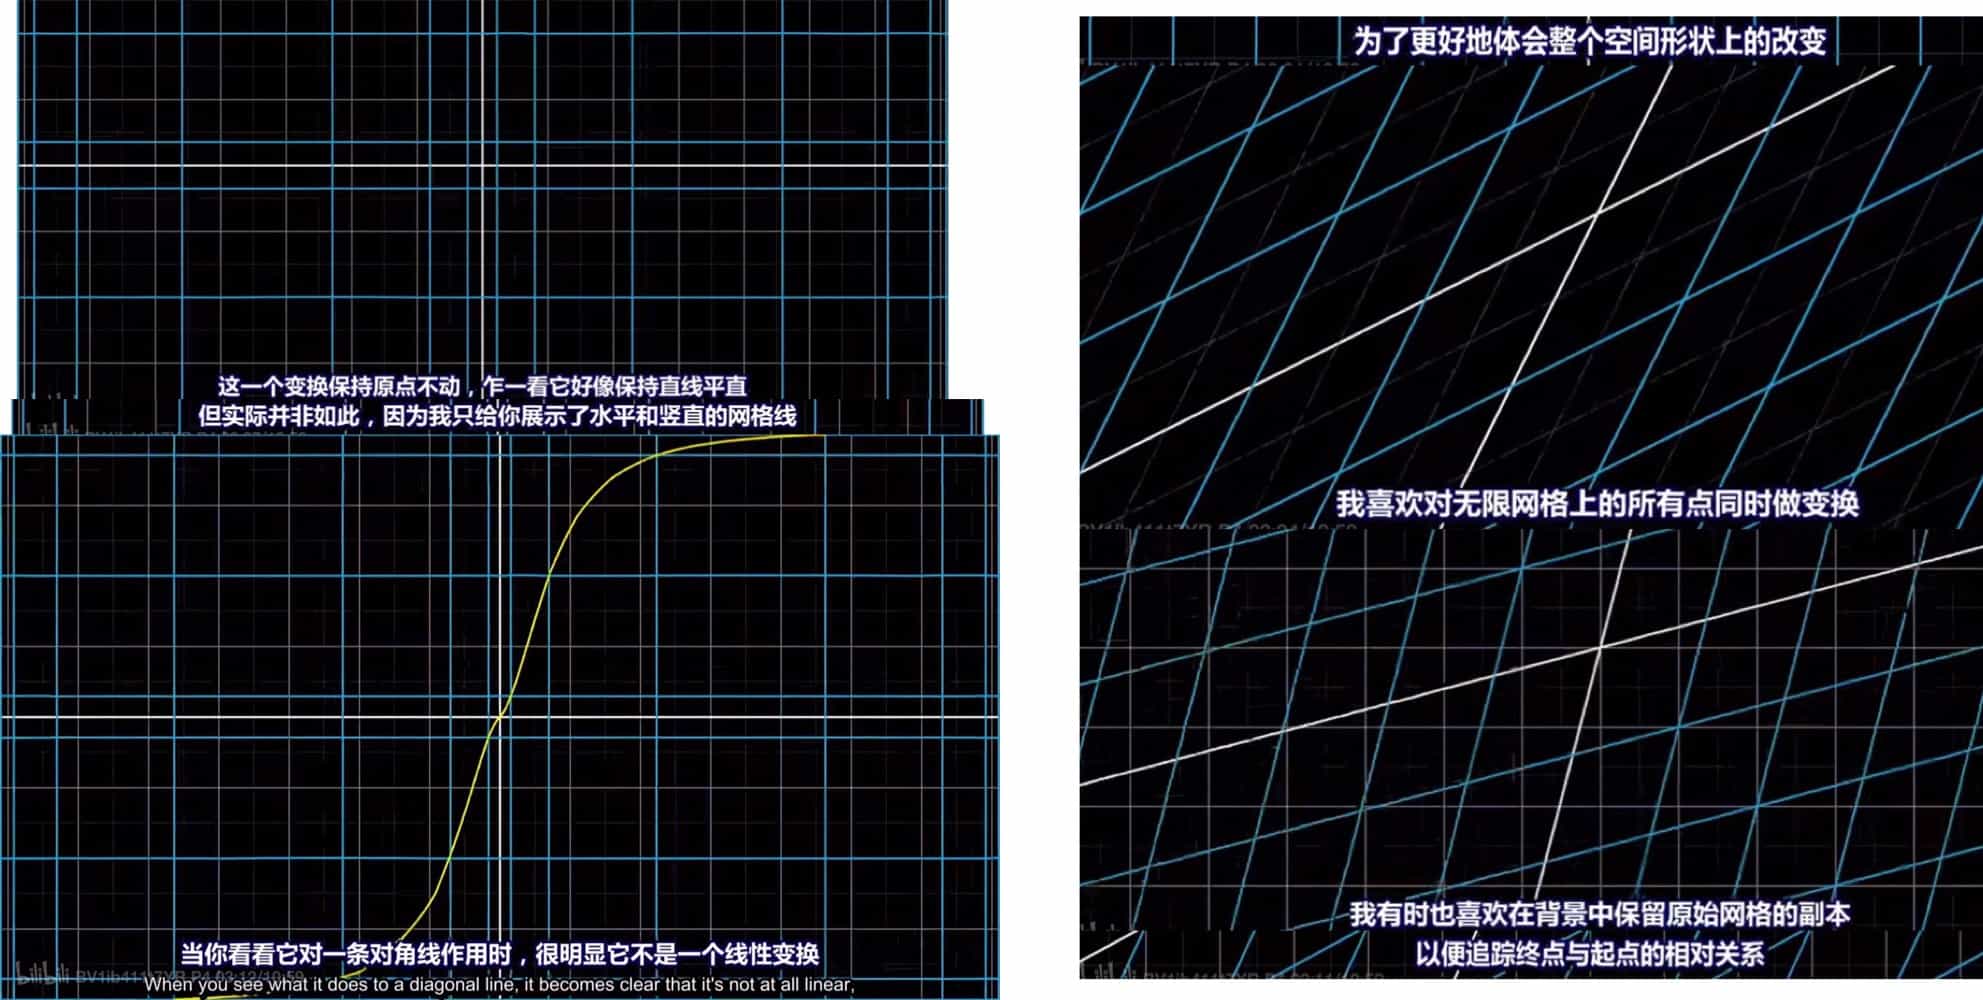 这一个变换保持原点不动，乍一看它好像保持直线平直
但实际并非如此，因为我只给你展示了水平和竖直的网格线
当你看看它对一条对角线作用时，很明显它不是一个线性变换
bilibili BV1ib411t7YR P4 03:12/10:59
When you see what it does to a diagonal line, it becomes clear that it's not at all linear,
为了更好地体会整个空间形状上的改变
我喜欢对无限网格上的所有点同时做变换
我有时也喜欢在背景中保留原始网格的副本
以便追踪终点与起点的相对关系